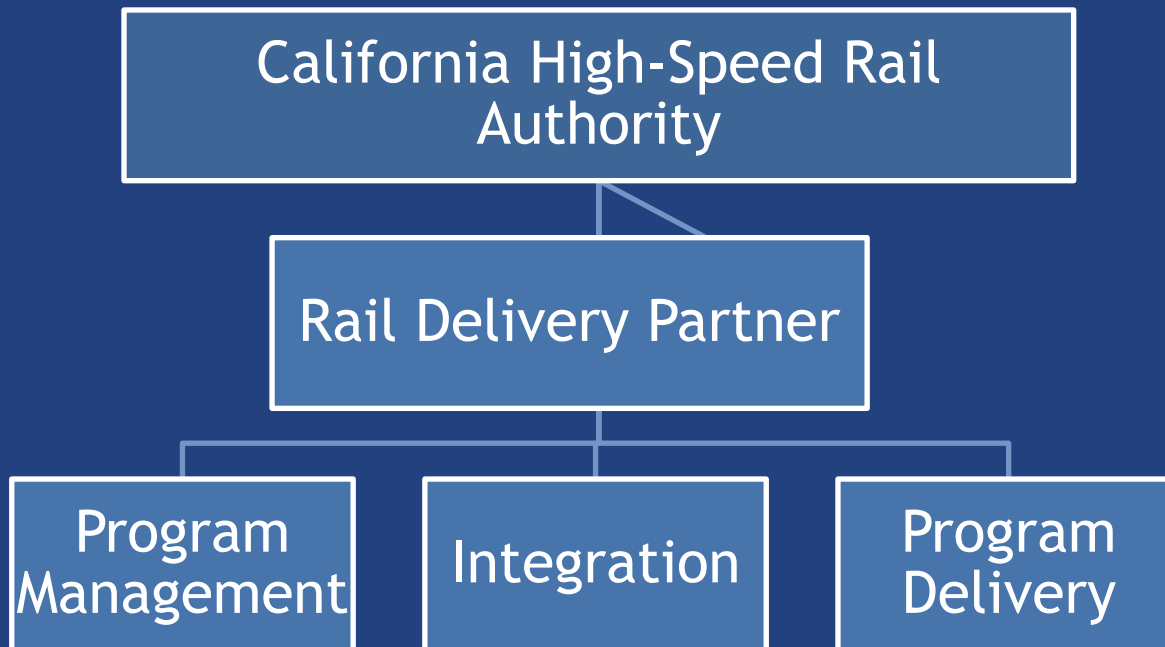 California High-Speed Rail
Authority
Rail Delivery Partner
Program
Management
Integration
Program
Delivery